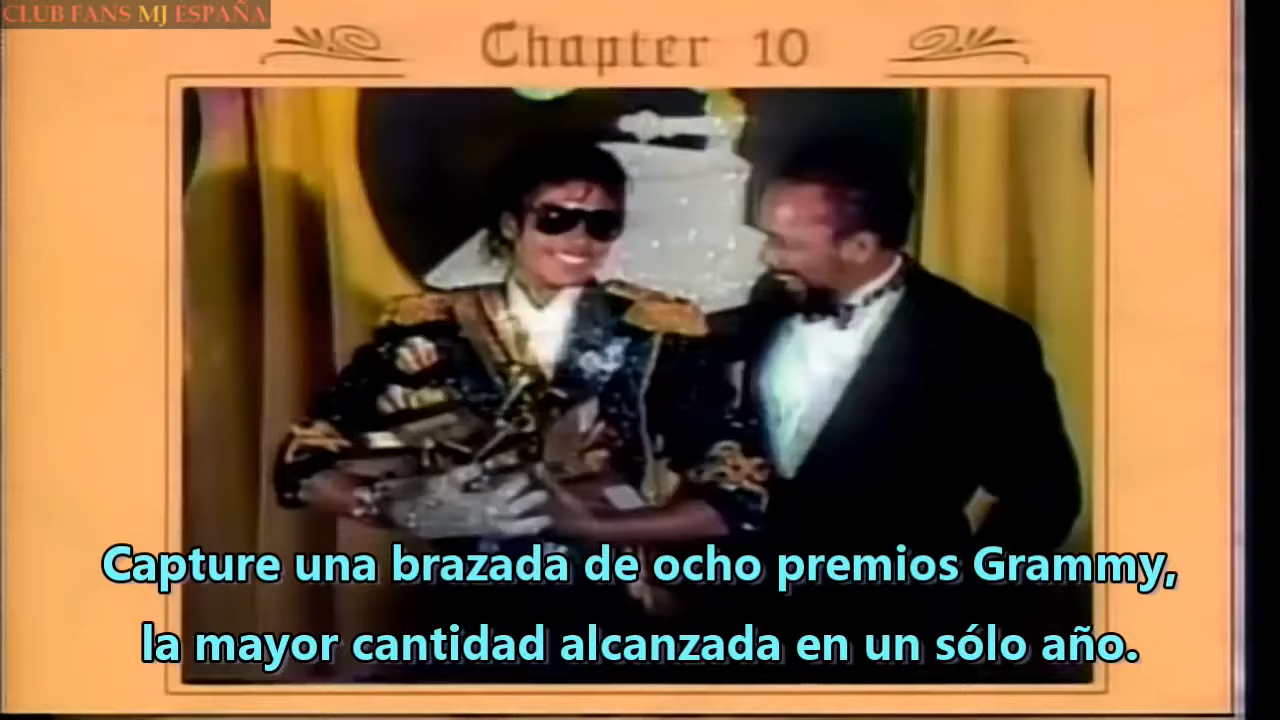 CLUB FANS MJ ESPAÑA
Chapter 10
Capture una brazada de ocho premios Grammy,
la mayor cantidad alcanzada en un sólo año.